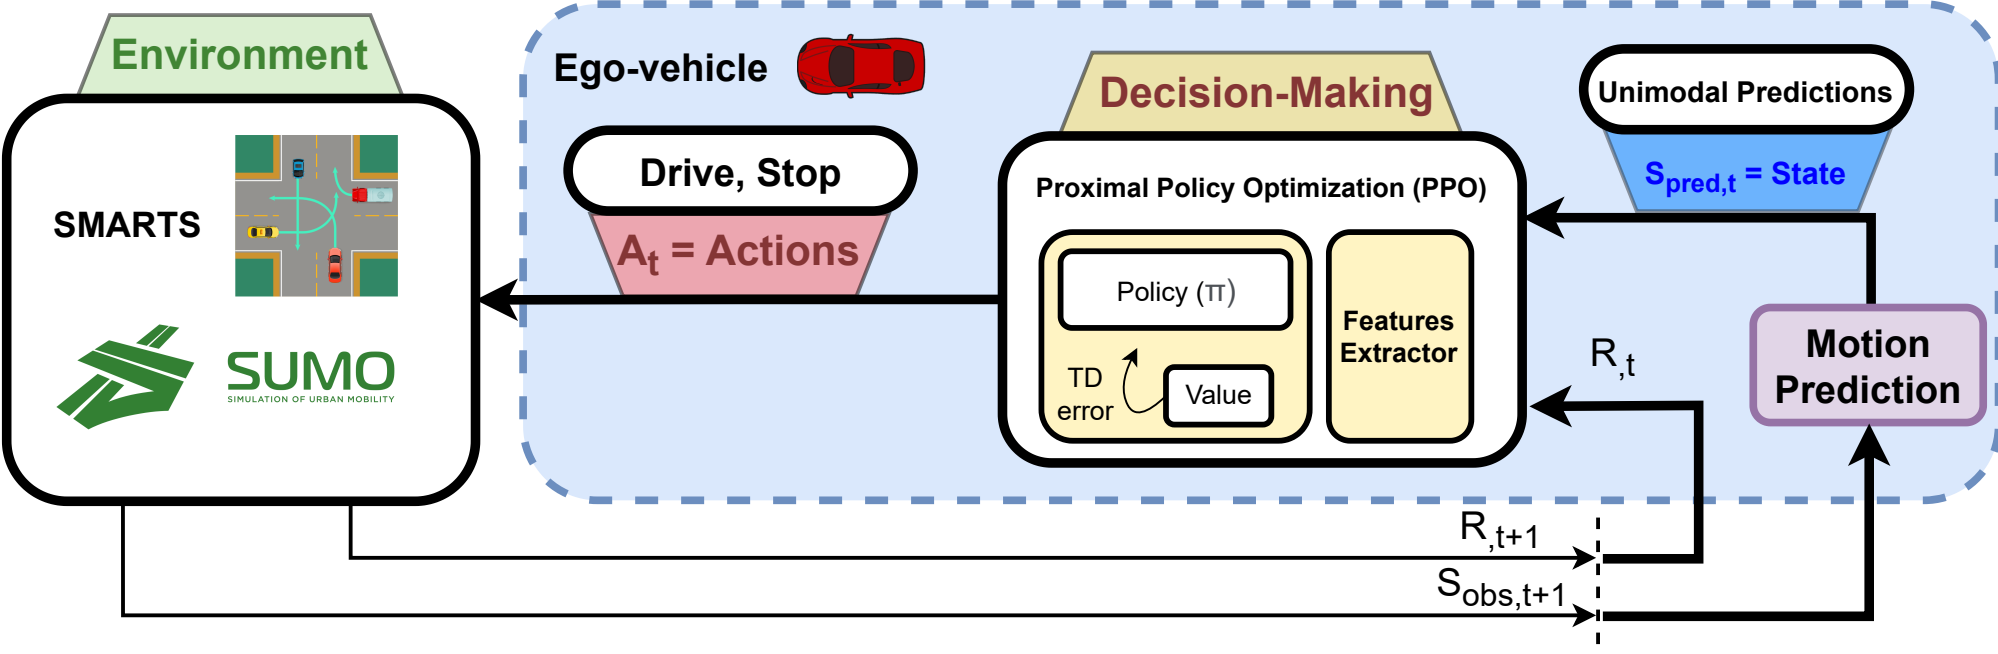 Environment
SMARTS
SUMO
SIMULATION OF URBAN MOBILITY
Ego-vehicle
Drive, Stop
At = Actions
Decision-Making
Proximal Policy Optimization (PPO)
Policy (π)
TD
error
Value
Features
Extractor
Unimodal Predictions
Spred,t = State
Motion
Prediction
R,t
R,t+1
Sobs,t+1